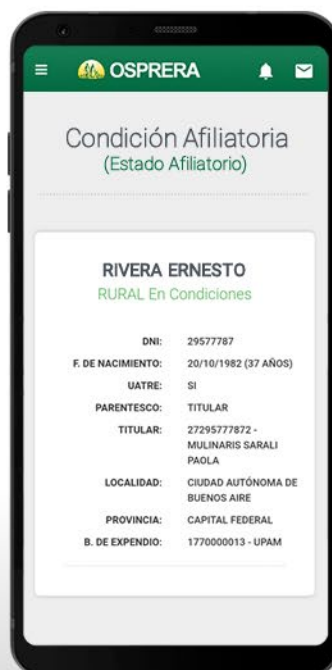 OSPRERA
Condición Afiliatoria
(Estado Afiliatorio)
RIVERA ERNESTO
RURAL En Condiciones
DNI: 29577787
F. DE NACIMIENTO: 20/10/1982 (37 AÑOS)
UATRE: SI
PARENTESCO: TITULAR
TITULAR: 27295777872 -
MULINARIS SARALI
PAOLA
LOCALIDAD: CIUDAD AUTÓNOMA DE
BUENOS AIRE
PROVINCIA: CAPITAL FEDERAL
B. DE EXPENDIO: 1770000013 - UPAM